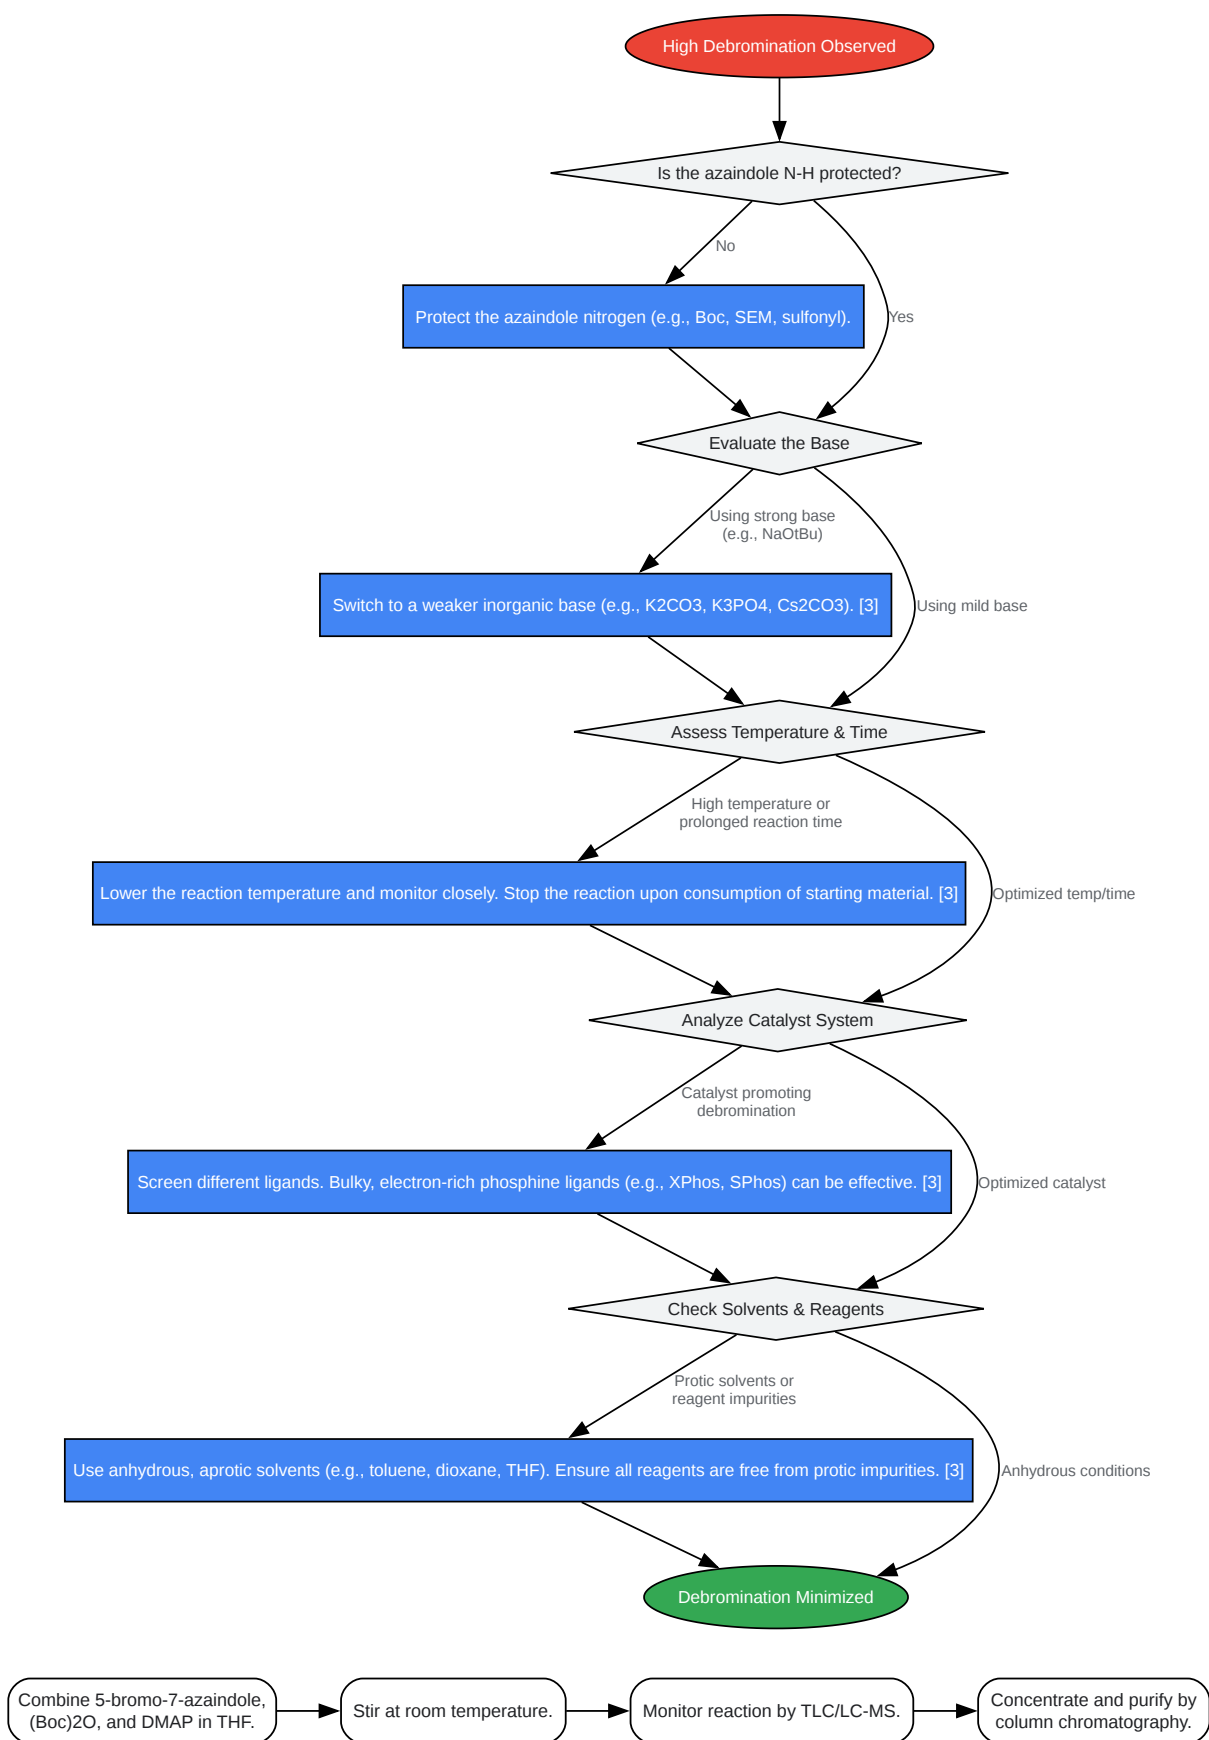 High Debromination Observed
Is the azaindole N-H protected?
No
Protect the azaindole nitrogen (e.g., Boc, SEM, sulfonyl).
Yes
Evaluate the Base
Using strong base
(e.g., NaOtBu)
Switch to a weaker inorganic base (e.g., K2CO3, K3PO4, Cs2CO3). [3]
Using mild base
Assess Temperature & Time
High temperature or
prolonged reaction time
Lower the reaction temperature and monitor closely. Stop the reaction upon consumption of starting material. [3]
Optimized temp/time
Analyze Catalyst System
Catalyst promoting
debromination
Screen different ligands. Bulky, electron-rich phosphine ligands (e.g., XPhos, SPhos) can be effective. [3]
Optimized catalyst
Check Solvents & Reagents
Protic solvents or
reagent impurities
Use anhydrous, aprotic solvents (e.g., toluene, dioxane, THF). Ensure all reagents are free from protic impurities. [3]
Anhydrous conditions
Debromination Minimized
Combine 5-bromo-7-azaindole,
(Boc)2O, and DMAP in THF.
Stir at room temperature.
Monitor reaction by TLC/LC-MS.
Concentrate and purify by
column chromatography.